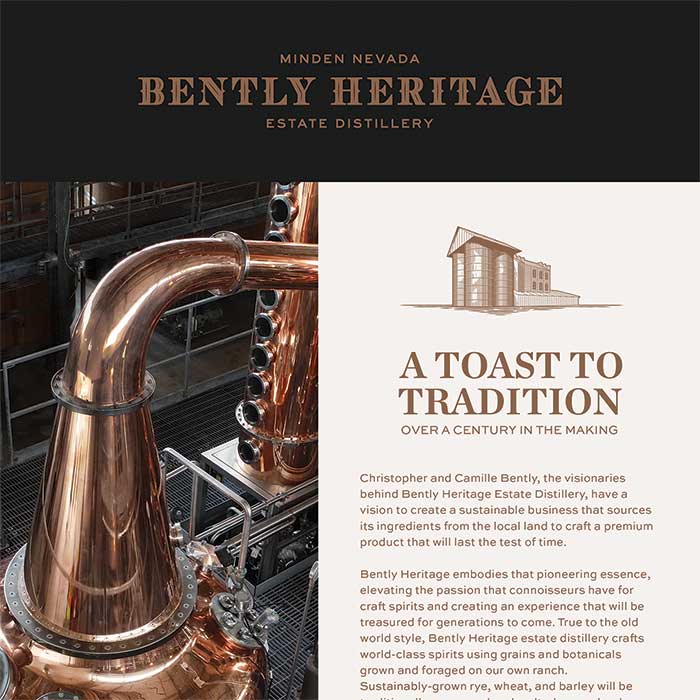 MINDEN NEVADA
BENTLY HERITAGE
ESTATE DISTILLERY
A TOAST TO
TRADITION
OVER A CENTURY IN THE MAKING
Christopher and Camille Bently, the visionaries
behind Bently Heritage Estate Distillery, have a
vision to create a sustainable business that sources
its ingredients from the local land to craft a premium
product that will last the test of time.
Bently Heritage embodies that pioneering essence,
elevating the passion that connoisseurs have for
craft spirits and creating an experience that will be
treasured for generations to come. True to the old
world style, Bently Heritage estate distillery crafts
world-class spirits using grains and botanicals
grown and foraged on our own ranch.
Sustainably-grown rye, wheat, and barley will be